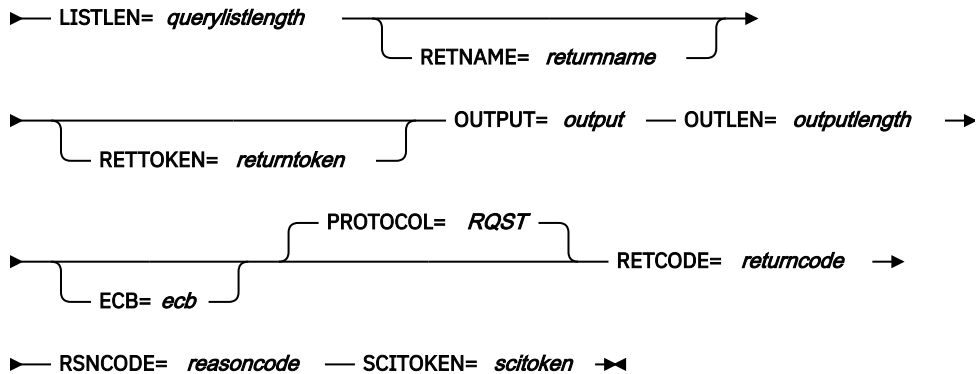 LISTLEN= querylistlength
RETNAME= returnname
RETTOKEN= returntoken
OUTPUT= output
OUTLEN= outputlength
ECB= ecb
PROTOCOL= RQST
RETCODE= returncode
RSNCODE= reasoncode
SCITOKEN= scitoken